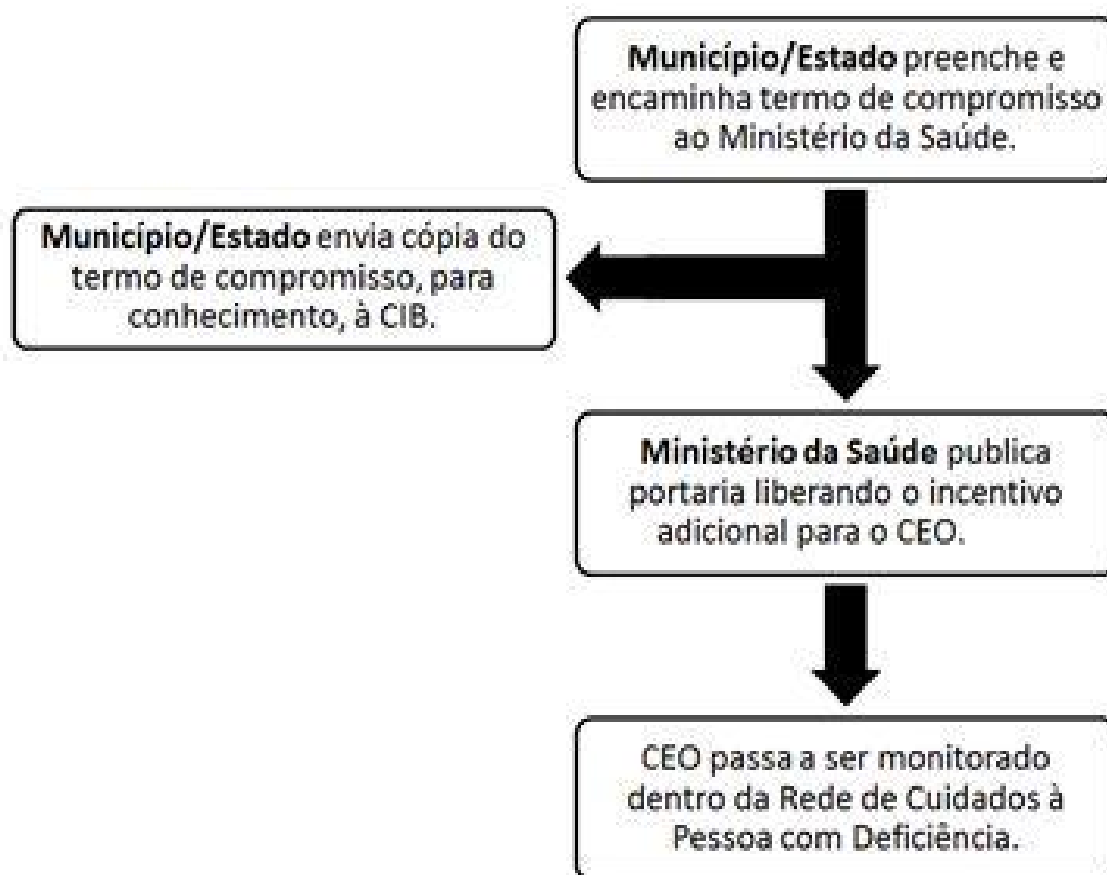 Município/Estado preenche e
encaminha termo de compromisso
ao Ministério da Saúde.
Município/Estado envia cópia do
termo de compromisso, para
conhecimento, à CIB.
Ministério da Saúde publica
portaria liberando o incentivo
adicional para o CEO.
CEO passa a ser monitorado
dentro da Rede de Cuidados à
Pessoa com Deficiência.